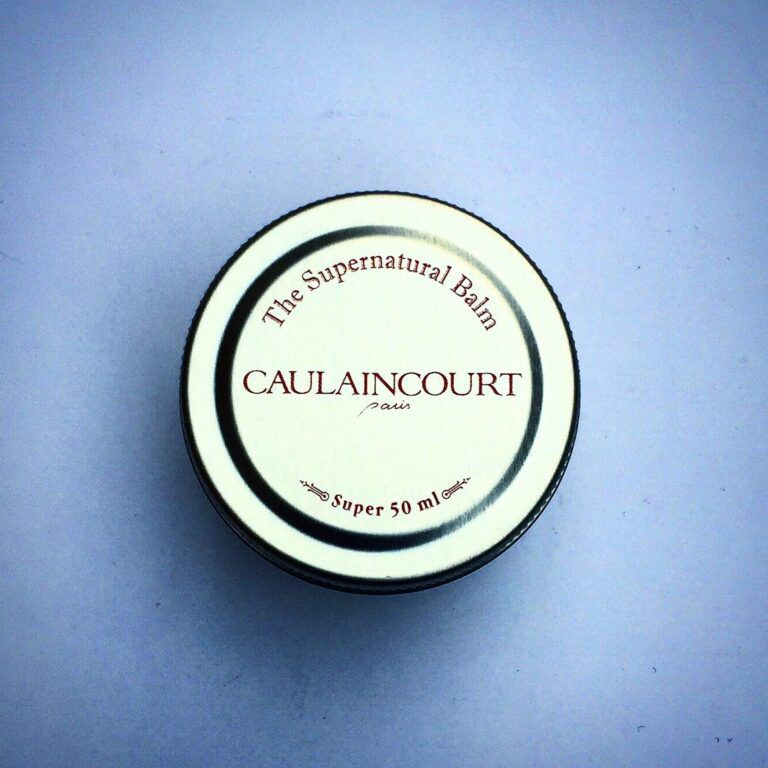 The Supernatural Balm
CAULAINCOURT
paris
Super 50 ml